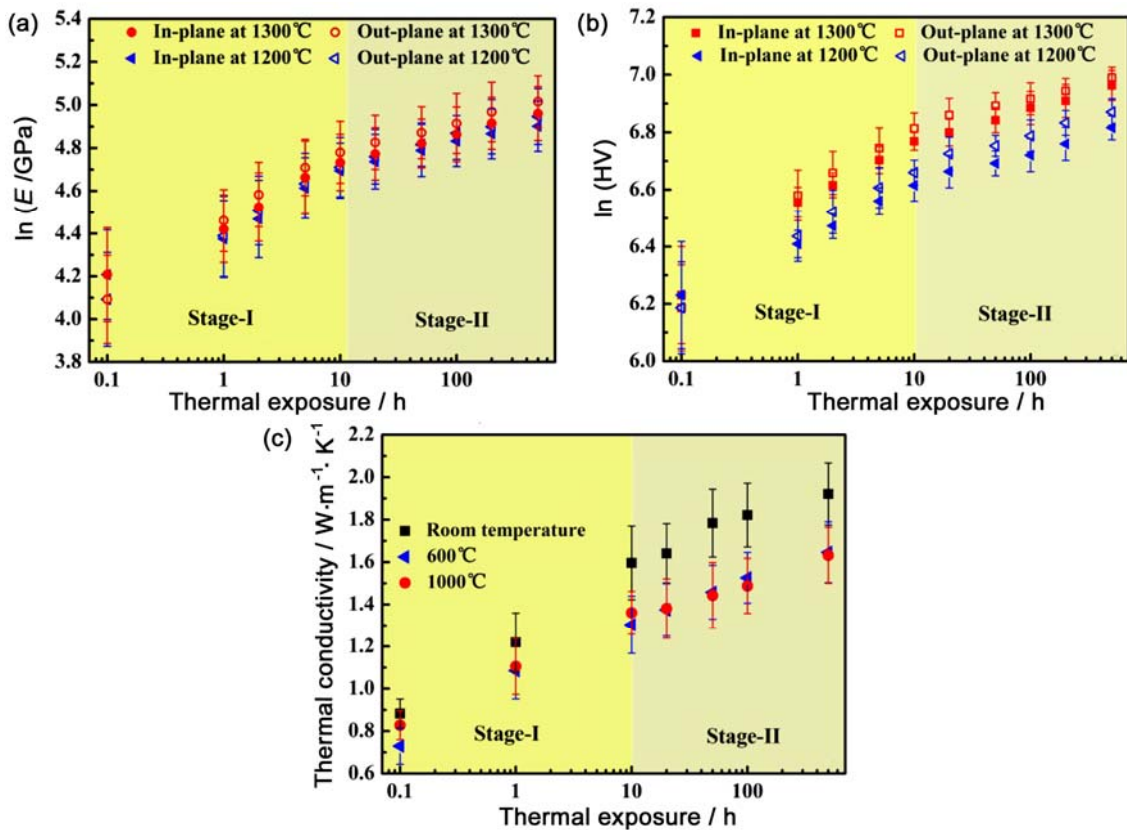 (a)
ln (E /GPa)
5.4
5.2
5.0
4.8
4.6
4.4
4.2
4.0
3.8
In-plane at 1300℃ Out-plane at 1300℃
In-plane at 1200℃ Out-plane at 1200℃
Stage-I
Stage-II
0.1 1 10 100
Thermal exposure / h
(b)
ln (HV)
7.2
7.0
6.8
6.6
6.4
6.2
6.0
In-plane at 1300℃ Out-plane at 1300℃
In-plane at 1200℃ Out-plane at 1200℃
Stage-I
Stage-II
0.1 1 10 100
Thermal exposure / h
(c)
Thermal conductivity / W·m⁻¹·K⁻¹
2.2
2.0
1.8
1.6
1.4
1.2
1.0
0.8
0.6
Room temperature
600℃
1000℃
Stage-I
Stage-II
0.1 1 10 100
Thermal exposure / h